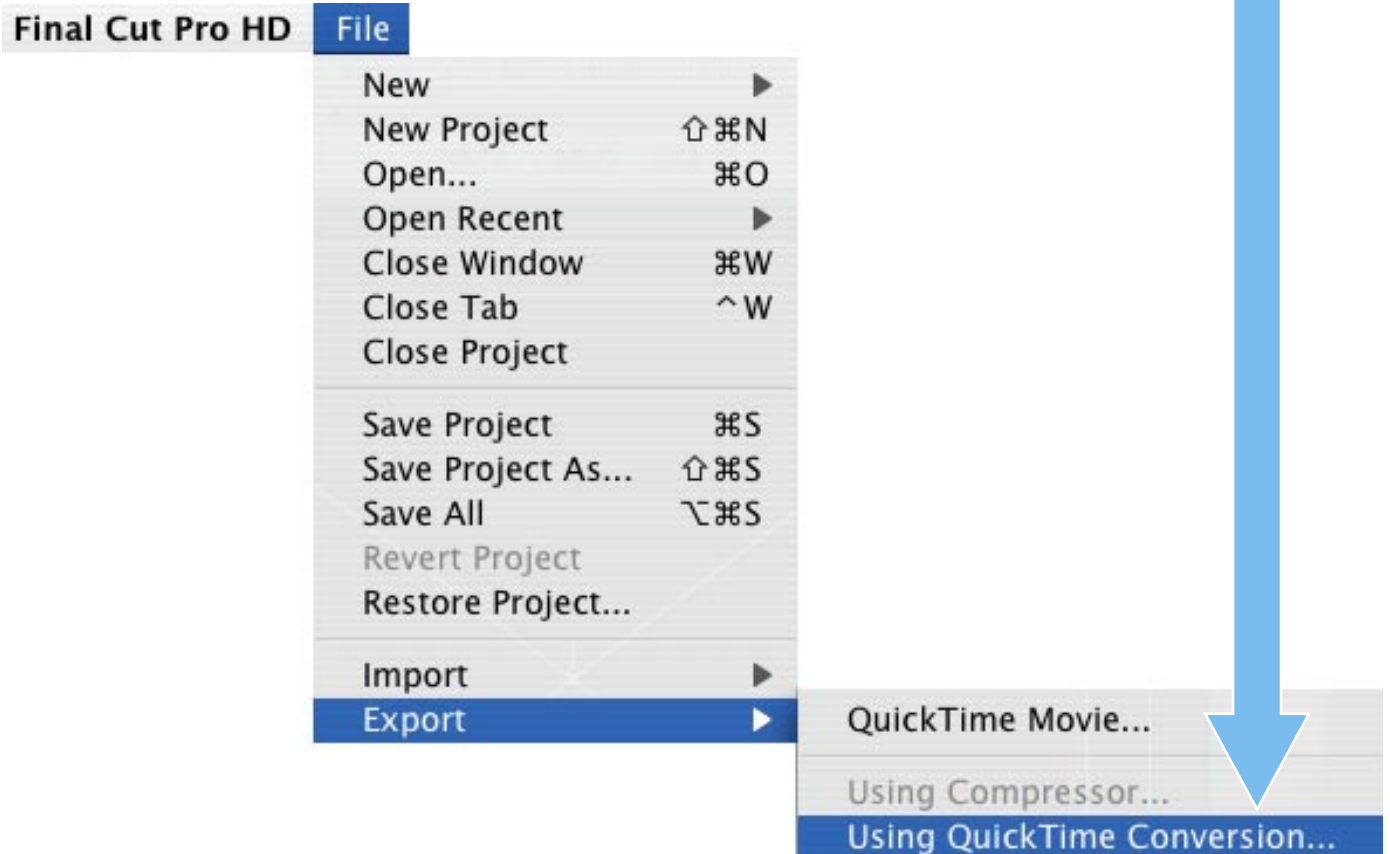 Final Cut Pro HD File
New
New Project ⇧⌘N
Open... ⌘O
Open Recent
Close Window ⌘W
Close Tab ^W
Close Project
Save Project ⌘S
Save Project As... ⇧⌘S
Save All ⌥⌘S
Revert Project
Restore Project...
Import
Export
QuickTime Movie...
Using Compressor...
Using QuickTime Conversion...